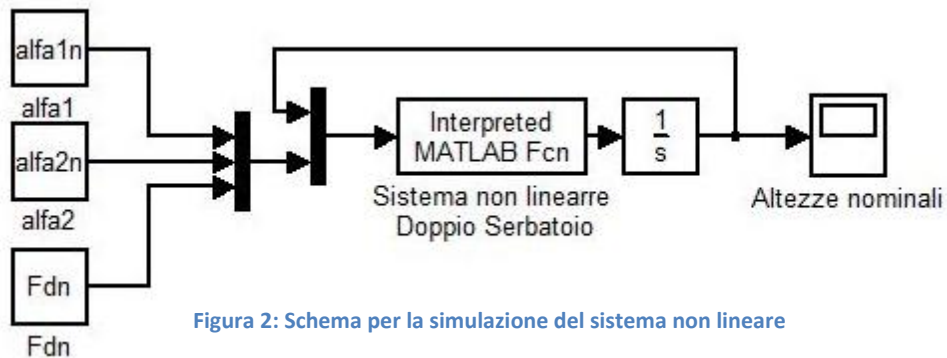 alfa1n
alfa1
alfa2n
alfa2
Fdn
Fdn
Interpreted
MATLAB Fcn
Sistema non linearre
Doppio Serbatoio
1
s
Altezze nominali
Figura 2: Schema per la simulazione del sistema non lineare